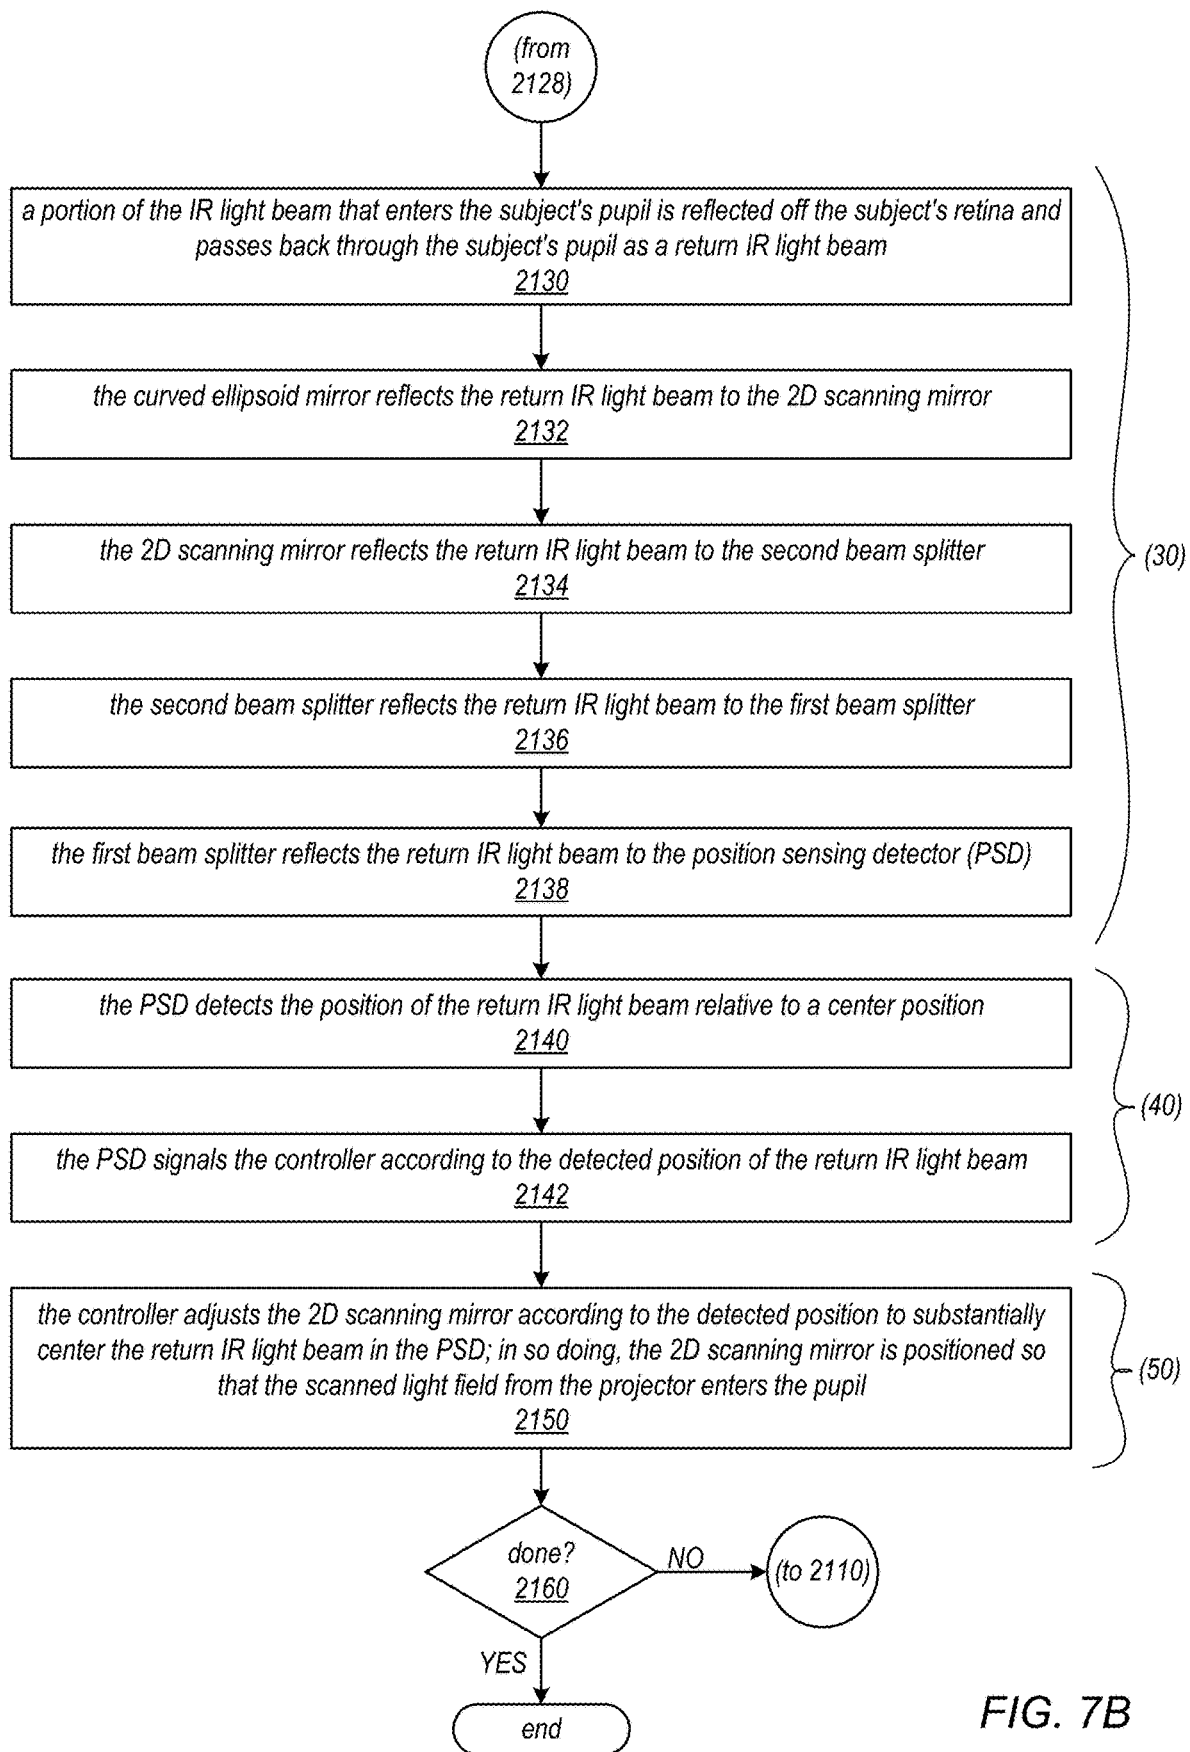 (from
2128)
a portion of the IR light beam that enters the subject's pupil is reflected off the subject's retina and
passes back through the subject's pupil as a return IR light beam
2130
the curved ellipsoid mirror reflects the return IR light beam to the 2D scanning mirror
2132
the 2D scanning mirror reflects the return IR light beam to the second beam splitter
2134
(30)
the second beam splitter reflects the return IR light beam to the first beam splitter
2136
the first beam splitter reflects the return IR light beam to the position sensing detector (PSD)
2138
the PSD detects the position of the return IR light beam relative to a center position
2140
(40)
the PSD signals the controller according to the detected position of the return IR light beam
2142
the controller adjusts the 2D scanning mirror according to the detected position to substantially
center the return IR light beam in the PSD; in so doing, the 2D scanning mirror is positioned so
that the scanned light field from the projector enters the pupil
2150
(50)
done?
2160
NO
(to 2110)
YES
end
FIG. 7B